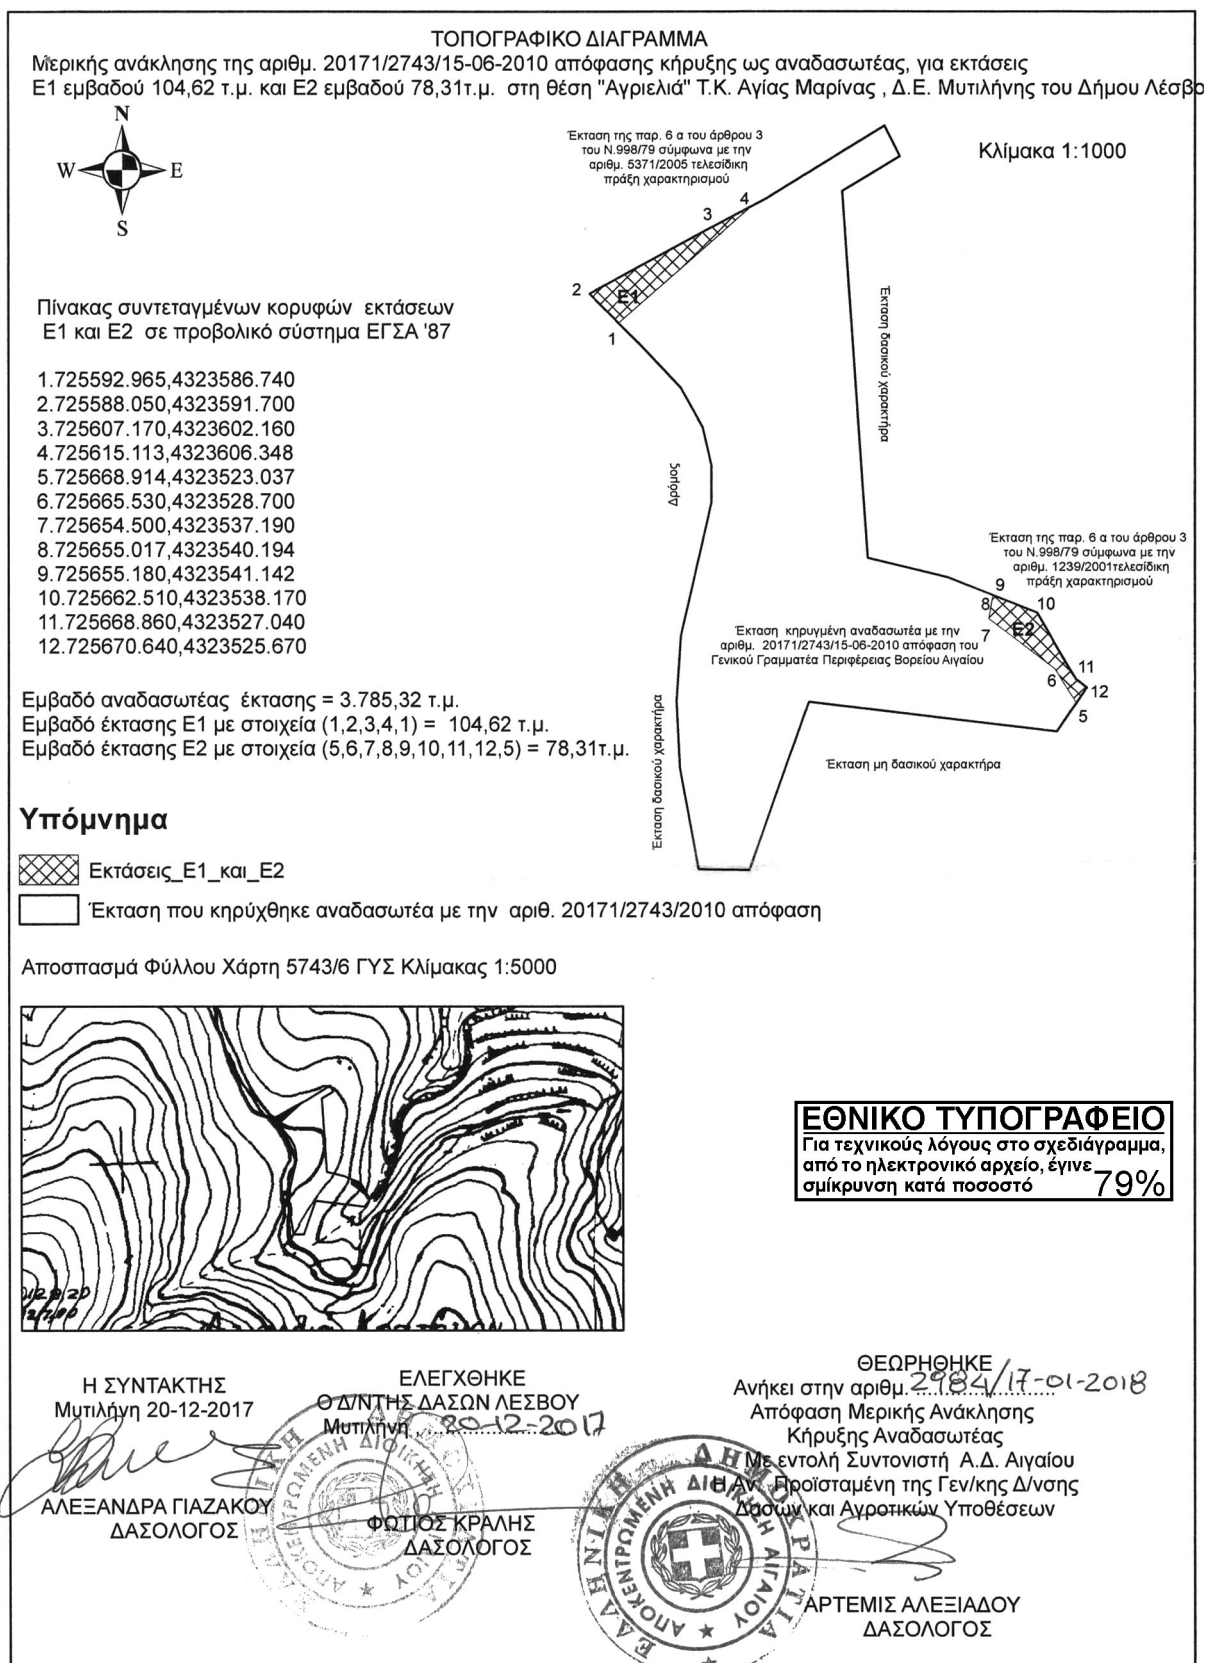 ΤΟΠΟΓΡΑΦΙΚΟ ΔΙΑΓΡΑΜΜΑ
Μερικής ανάκλησης της αριθμ. 20171/2743/15-06-2010 απόφασης κήρυξης ως αναδασωτέας, για εκτάσεις
Ε1 εμβαδού 104,62 τ.μ. και Ε2 εμβαδού 78,31τ.μ. στη θέση "Αγριελιά" Τ.Κ. Αγίας Μαρίνας , Δ.Ε. Μυτιλήνης του Δήμου Λέσβο
N
W E
S
Έκταση της παρ. 6 α του άρθρου 3
του Ν.998/79 σύμφωνα με την
αριθμ. 5371/2005 τελεσίδικη
πράξη χαρακτηρισμού
Κλίμακα 1:1000
4
3
2
Ε1
1
Πίνακας συντεταγμένων κορυφών εκτάσεων
Ε1 και Ε2 σε προβολικό σύστημα ΕΓΣΑ '87
1.725592.965,4323586.740
2.725588.050,4323591.700
3.725607.170,4323602.160
4.725615.113,4323606.348
5.725668.914,4323523.037
6.725665.530,4323528.700
7.725654.500,4323537.190
8.725655.017,4323540.194
9.725655.180,4323541.142
10.725662.510,4323538.170
11.725668.860,4323527.040
12.725670.640,4323525.670
Έκταση δασικού χαρακτήρα
Δρόμος
Έκταση της παρ. 6 α του άρθρου 3
του Ν.998/79 σύμφωνα με την
αριθμ. 1239/2001τελεσίδικη
πράξη χαρακτηρισμού
9
8
10
7
Ε2
11
6
12
5
Έκταση κηρυγμένη αναδασωτέα με την
αριθμ. 20171/2743/15-06-2010 απόφαση του
Γενικού Γραμματέα Περιφέρειας Βορείου Αιγαίου
Έκταση δασικού χαρακτήρα
Έκταση μη δασικού χαρακτήρα
Εμβαδό αναδασωτέας έκτασης = 3.785,32 τ.μ.
Εμβαδό έκτασης Ε1 με στοιχεία (1,2,3,4,1) = 104,62 τ.μ.
Εμβαδό έκτασης Ε2 με στοιχεία (5,6,7,8,9,10,11,12,5) = 78,31τ.μ.
Υπόμνημα
Εκτάσεις_Ε1_και_Ε2
Έκταση που κηρύχθηκε αναδασωτέα με την αριθ. 20171/2743/2010 απόφαση
Αποσπασμά Φύλλου Χάρτη 5743/6 ΓΥΣ Κλίμακας 1:5000
ΕΘΝΙΚΟ ΤΥΠΟΓΡΑΦΕΙΟ
Για τεχνικούς λόγους στο σχεδιάγραμμα,
από το ηλεκτρονικό αρχείο, έγινε
σμίκρυνση κατά ποσοστό 79%
Η ΣΥΝΤΑΚΤΗΣ
Μυτιλήνη 20-12-2017
ΑΛΕΞΑΝΔΡΑ ΓΙΑΖΑΚΟΥ
ΔΑΣΟΛΟΓΟΣ
ΕΛΕΓΧΘΗΚΕ
Ο Δ/ΝΤΗΣ ΔΑΣΩΝ ΛΕΣΒΟΥ
Μυτιλήνη , 20-12-2017
ΦΩΤΙΟΣ ΚΡΑΛΗΣ
ΔΑΣΟΛΟΓΟΣ
ΘΕΩΡΗΘΗΚΕ
Ανήκει στην αριθμ. 2984/17-01-2018
Απόφαση Μερικής Ανάκλησης
Κήρυξης Αναδασωτέας
Με εντολή Συντονιστή Α.Δ. Αιγαίου
Η Αν. Προϊσταμένη της Γεν/κης Δ/νσης
Δασών και Αγροτικών Υποθέσεων
ΑΡΤΕΜΙΣ ΑΛΕΞΙΑΔΟΥ
ΔΑΣΟΛΟΓΟΣ
ΕΛΛΗΝΙΚΗ ΔΗΜΟΚΡΑΤΙΑ
ΑΠΟΚΕΝΤΡΩΜΕΝΗ ΔΙΟΙΚΗΣΗ ΑΙΓΑΙΟΥ